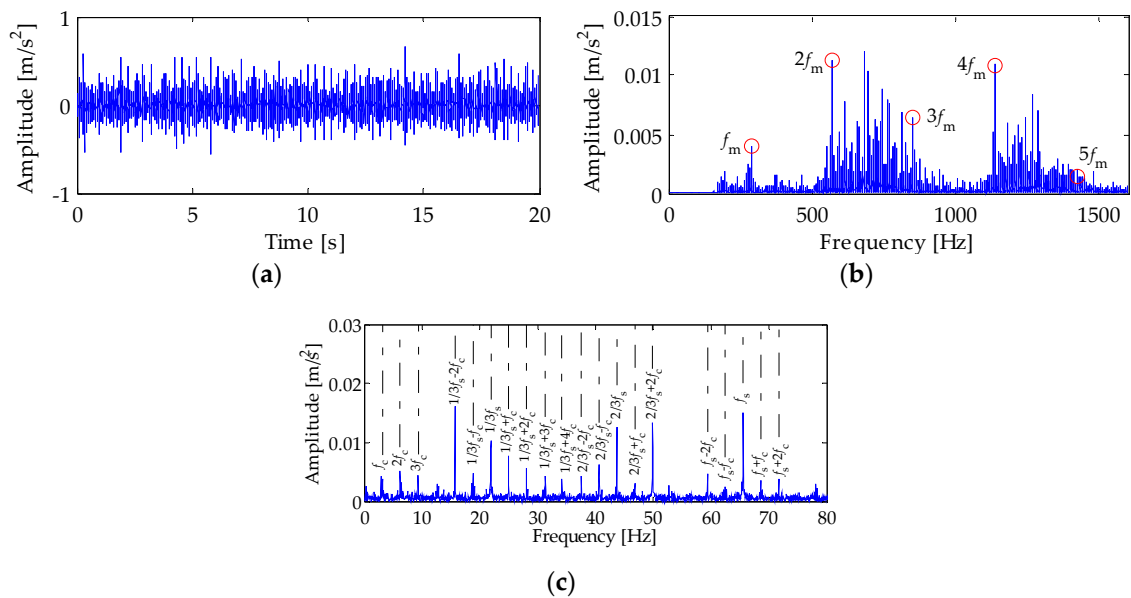 1
0
-1
0
5
10
15
20
Amplitude [m/s²]
Time [s]
(a)
0.015
0.01
0.005
0
0
500
1000
1500
Amplitude [m/s²]
Frequency [Hz]
fm
2fm
3fm
4fm
5fm
(b)
0.03
0.02
0.01
0
0
10
20
30
40
50
60
70
80
Amplitude [m/s²]
Frequency [Hz]
fc
2fc
3fc
1/3fs-2fc
1/3fs-fc
1/3fs
1/3fs+fc
1/3fs+2fc
1/3fs+3fc
1/3fs+4fc
2/3fs-2fc
2/3fs-fc
2/3fs
2/3fs+fc
2/3fs+2fc
fs-2fc
fs-fc
fs
fs+fc
fs+2fc
(c)